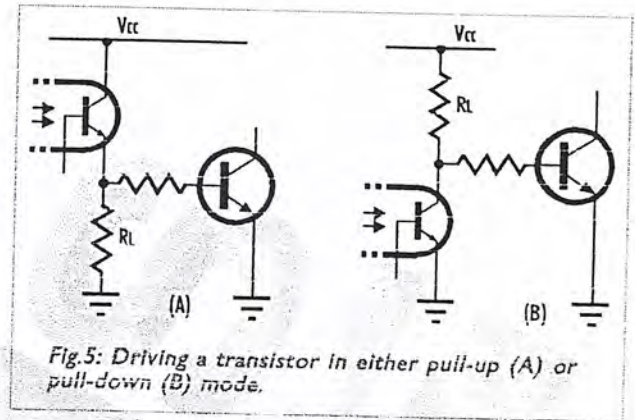 Vcc
Vcc
RL
RL
(A)
(B)
Fig.5: Driving a transistor in either pull-up (A) or
pull-down (B) mode.